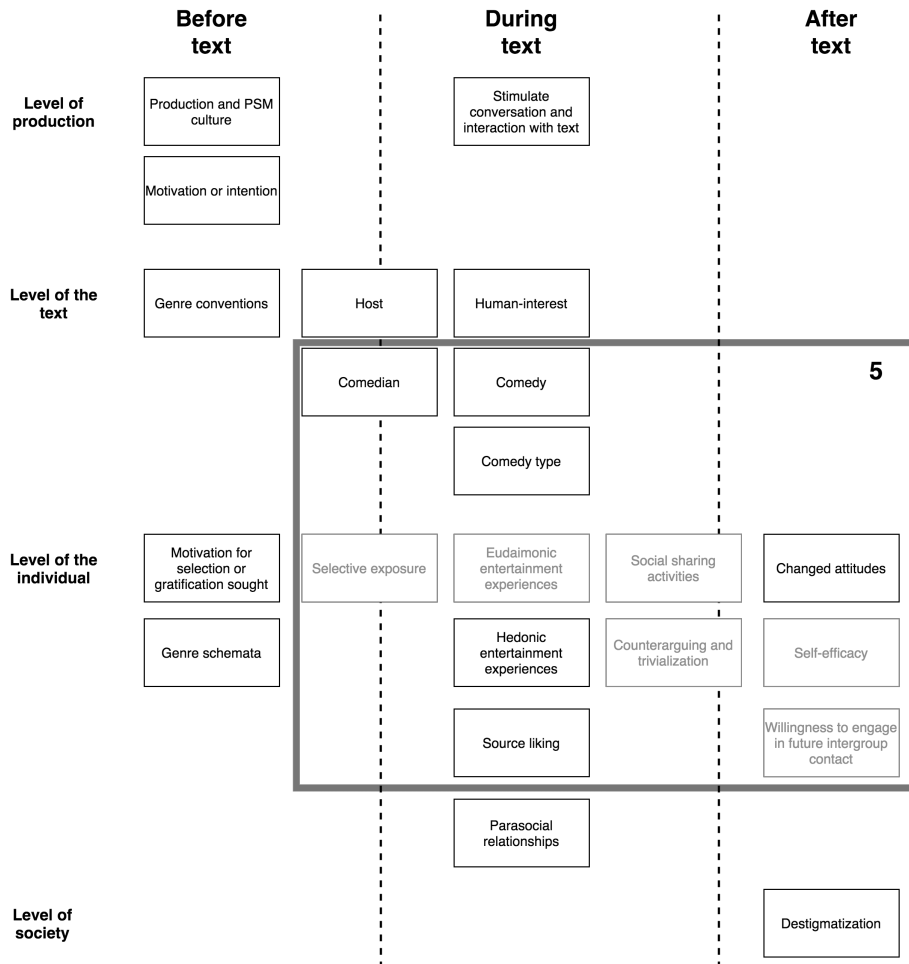 Before
text
During
text
After
text
Level of
production
Production and PSM
culture
Stimulate
conversation and
interaction with text
Motivation or intention
Level of the
text
Genre conventions
Host
Human-interest
5
Comedian
Comedy
Comedy type
Level of the
individual
Motivation for
selection or
gratification sought
Selective exposure
Eudaimonic
entertainment
experiences
Social sharing
activities
Changed attitudes
Genre schemata
Hedonic
entertainment
experiences
Counterarguing and
trivialization
Self-efficacy
Source liking
Willingness to engage
in future intergroup
contact
Parasocial
relationships
Level of
society
Destigmatization